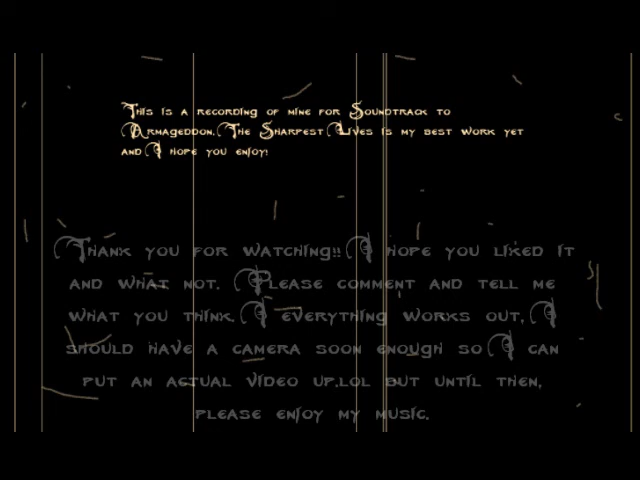 This is a recording of mine for Soundtrack to
Armageddon. The Sharpest Lives is my best work yet
and I hope you enjoy!
Thank you for watching!! I hope you liked it
and what not. Please comment and tell me
what you think. I everything works out, I
should have a camera soon enough so I can
put an actual video up.lol but until then,
please enjoy my music.